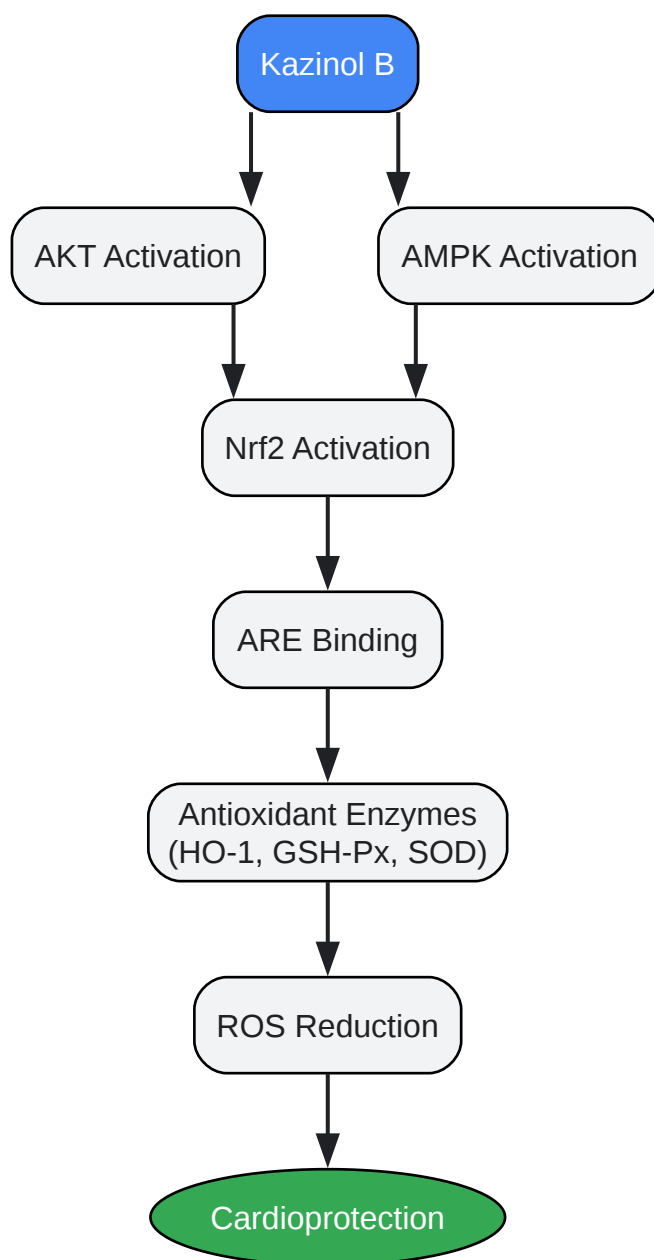 Kazinol B
AKT Activation
AMPK Activation
Nrf2 Activation
ARE Binding
Antioxidant Enzymes
(HO-1, GSH-Px, SOD)
ROS Reduction
Cardioprotection